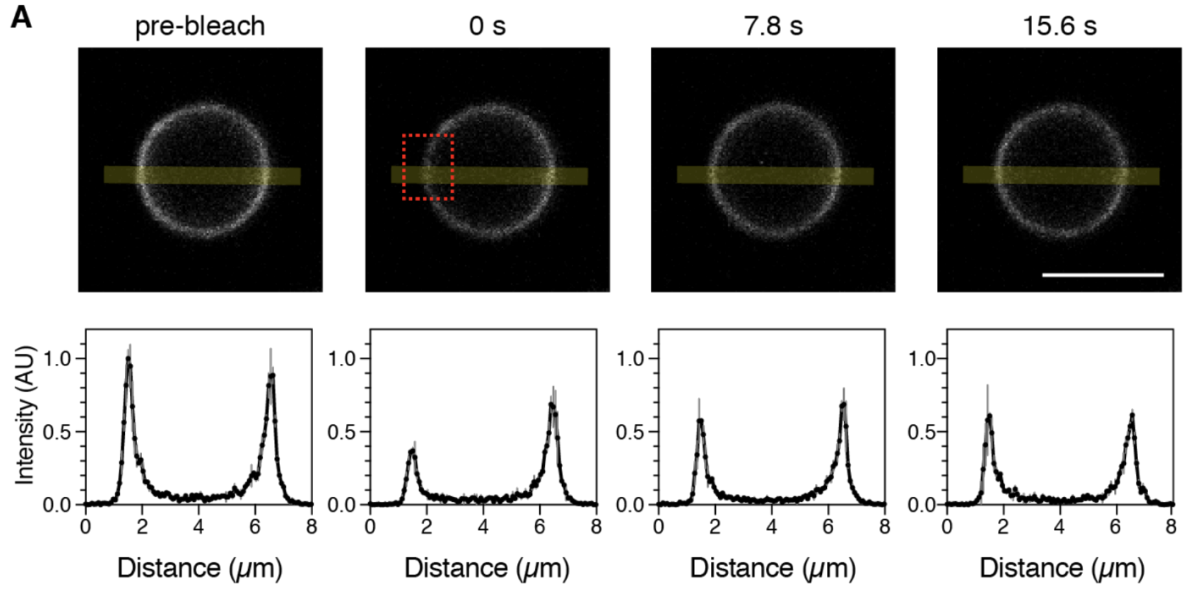 A
pre-bleach 0 s 7.8 s 15.6 s
Intensity (AU)
1.0 1.0 1.0 1.0
0.5 0.5 0.5 0.5
0.0 0.0 0.0 0.0
0 2 4 6 8 0 2 4 6 8 0 2 4 6 8 0 2 4 6 8
Distance (µm) Distance (µm) Distance (µm) Distance (µm)